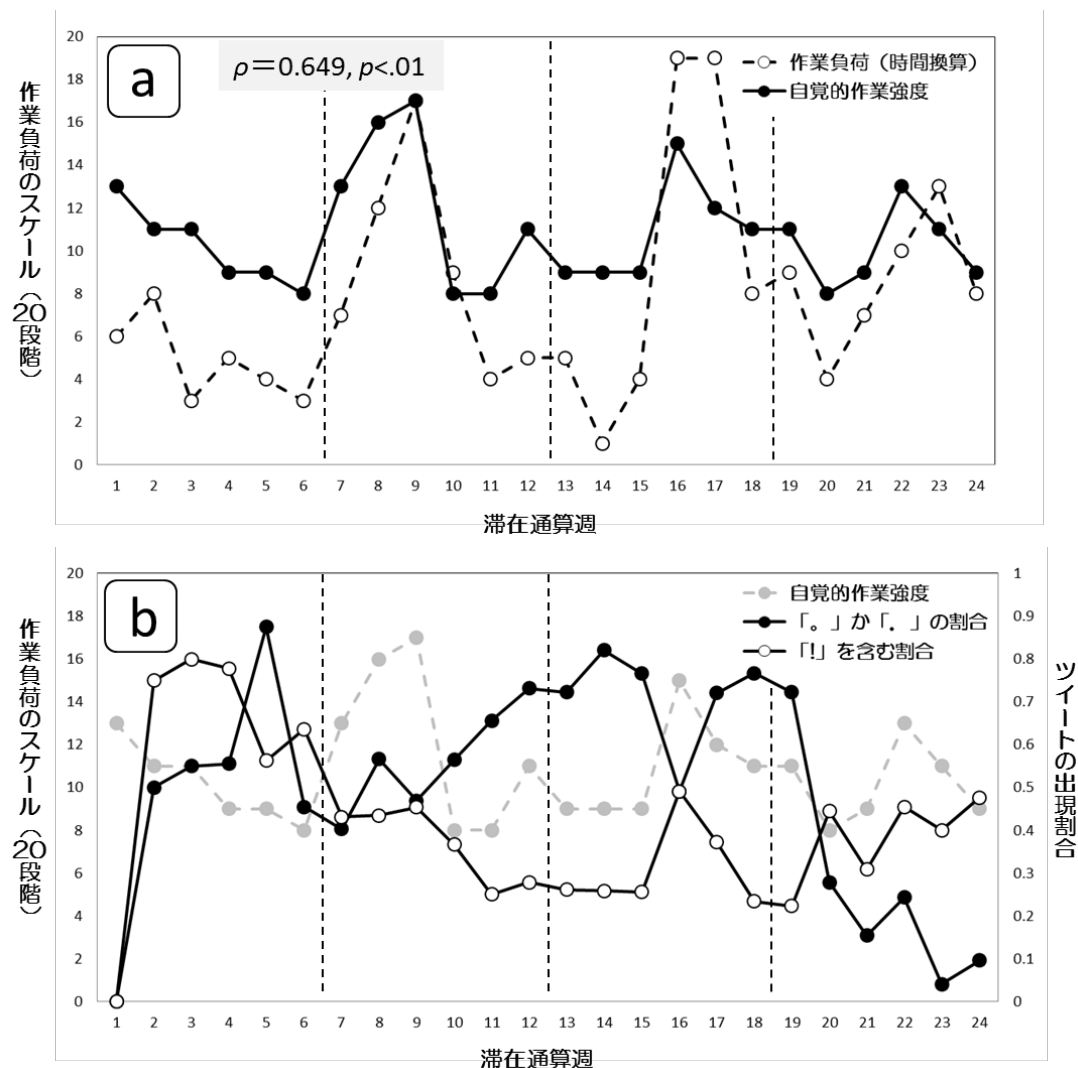 a
ρ＝0.649, p<.01
作業負荷（時間換算）
自覚的作業強度
作業負荷のスケール（20段階）
20
18
16
14
12
10
8
6
4
2
0
1 2 3 4 5 6 7 8 9 10 11 12 13 14 15 16 17 18 19 20 21 22 23 24
滞在通算週
b
自覚的作業強度
「。」か「．」の割合
「!」を含む割合
作業負荷のスケール（20段階）
20
18
16
14
12
10
8
6
4
2
0
1
0.9
0.8
0.7
0.6
0.5
0.4
0.3
0.2
0.1
0
ツイートの出現割合
1 2 3 4 5 6 7 8 9 10 11 12 13 14 15 16 17 18 19 20 21 22 23 24
滞在通算週